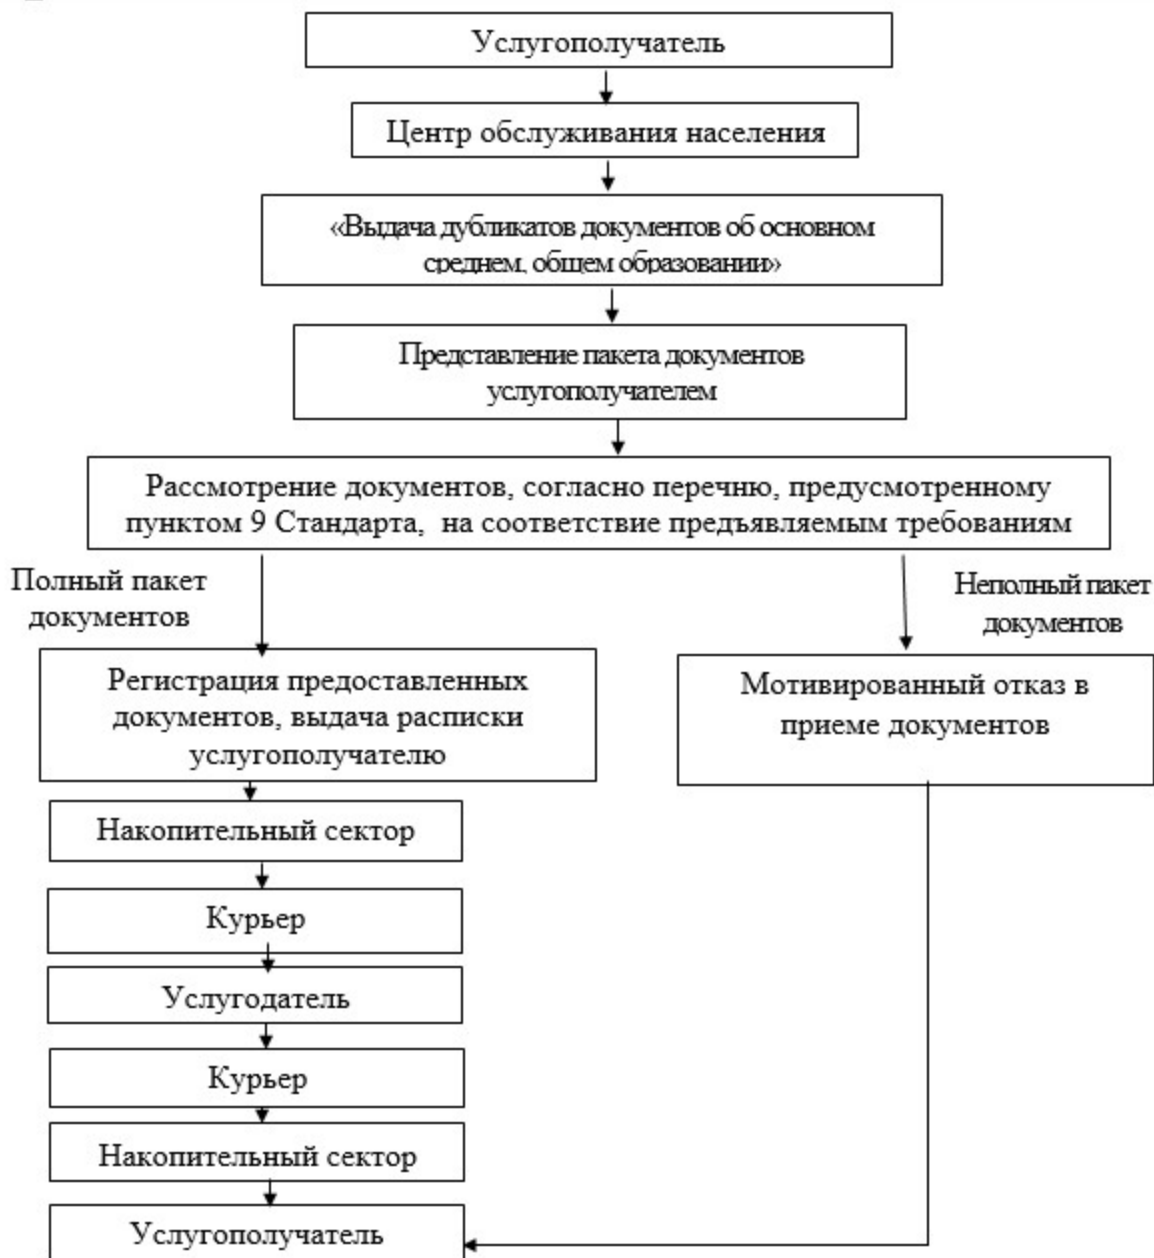 Услугополучатель
Центр обслуживания населения
«Выдача дубликатов документов об основном
среднем, общем образовании»
Представление пакета документов
услугополучателем
Рассмотрение документов, согласно перечню, предусмотренному
пунктом 9 Стандарта, на соответствие предъявляемым требованиям
Полный пакет
документов
Неполный пакет
документов
Регистрация предоставленных
документов, выдача расписки
услугополучателю
Мотивированный отказ в
приеме документов
Накопительный сектор
Курьер
Услугодатель
Курьер
Накопительный сектор
Услугополучатель